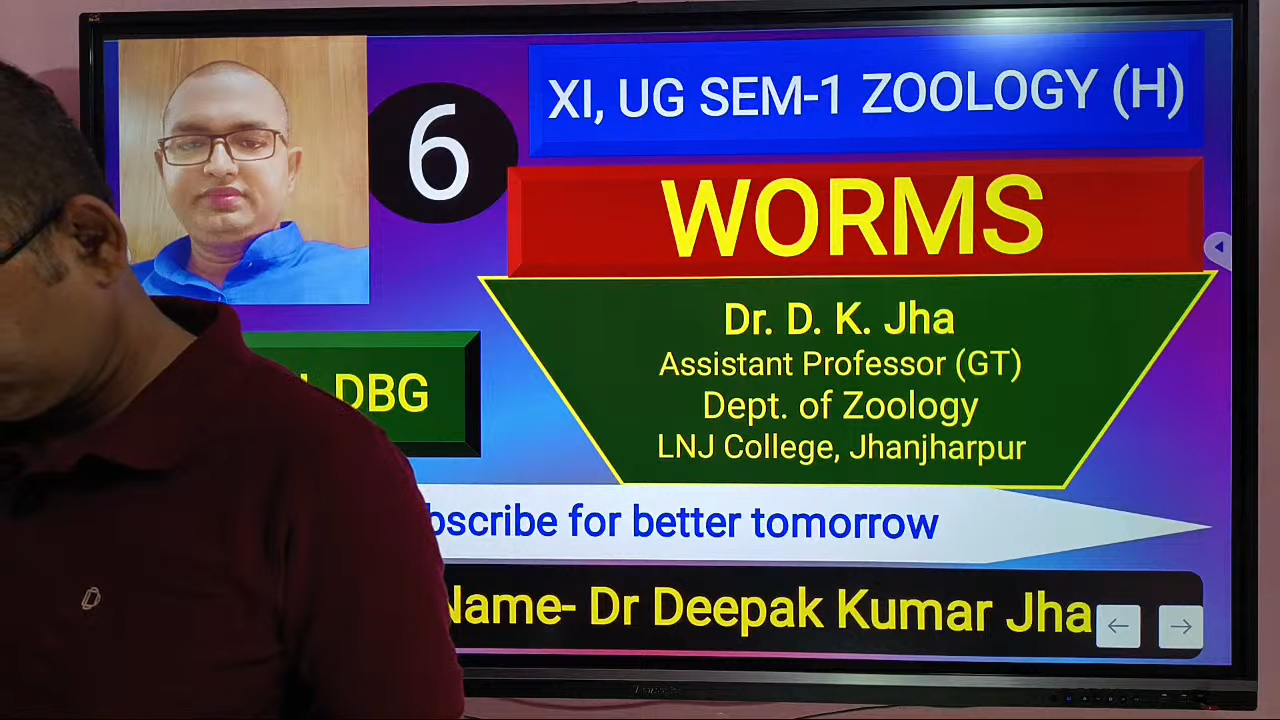 6
XI, UG SEM-1 ZOOLOGY (H)
WORMS
Dr. D. K. Jha
Assistant Professor (GT)
Dept. of Zoology
LNJ College, Jhanjharpur
DBG
for better tomorrow
Name- Dr Deepak Kumar Jha